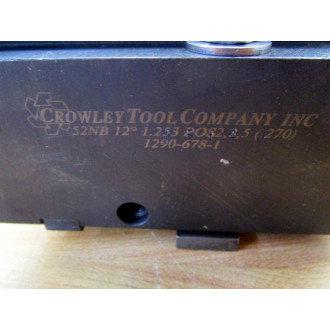 CROWLEY TOOL COMPANY INC
52NB 12° 1.253 POS2,3,5 (.270)
1290-678-1